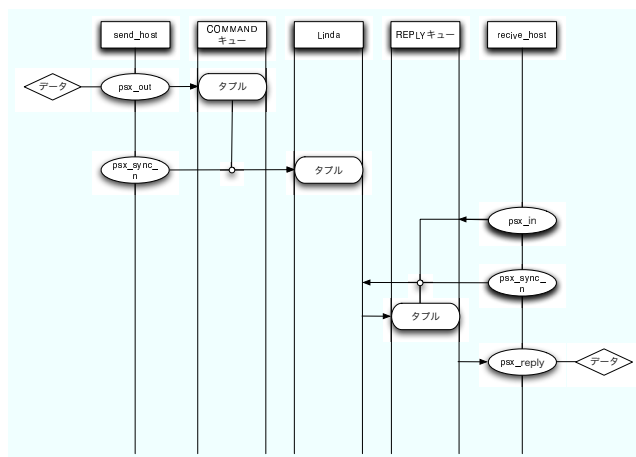 send_host
COMMAND
キュー
Linda
REPLYキュー
recive_host
データ
psx_out
タプル
psx_sync_
n
タプル
psx_in
psx_sync_
n
タプル
psx_reply
データ